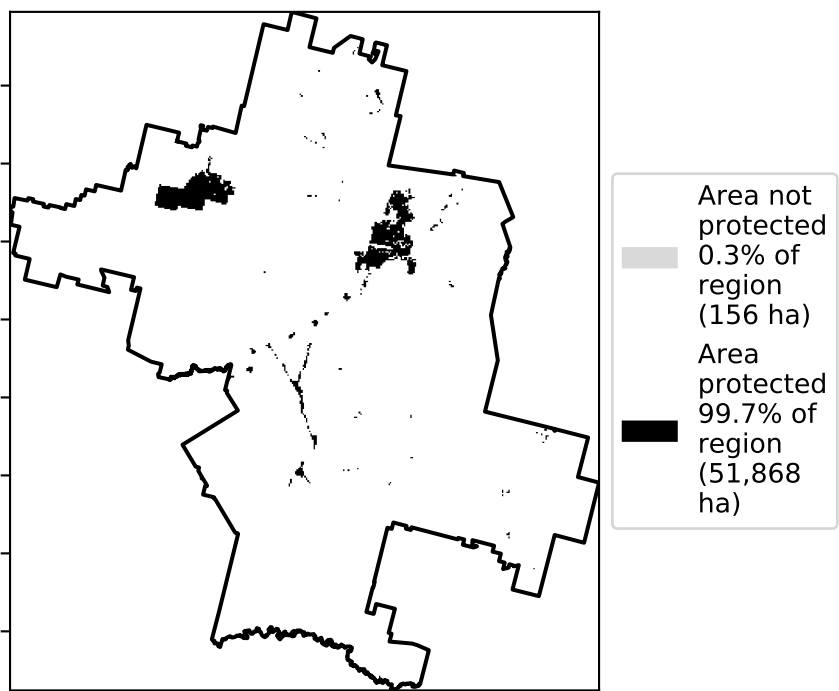 Area not
protected
0.3% of
region
(156 ha)
Area
protected
99.7% of
region
(51,868
ha)